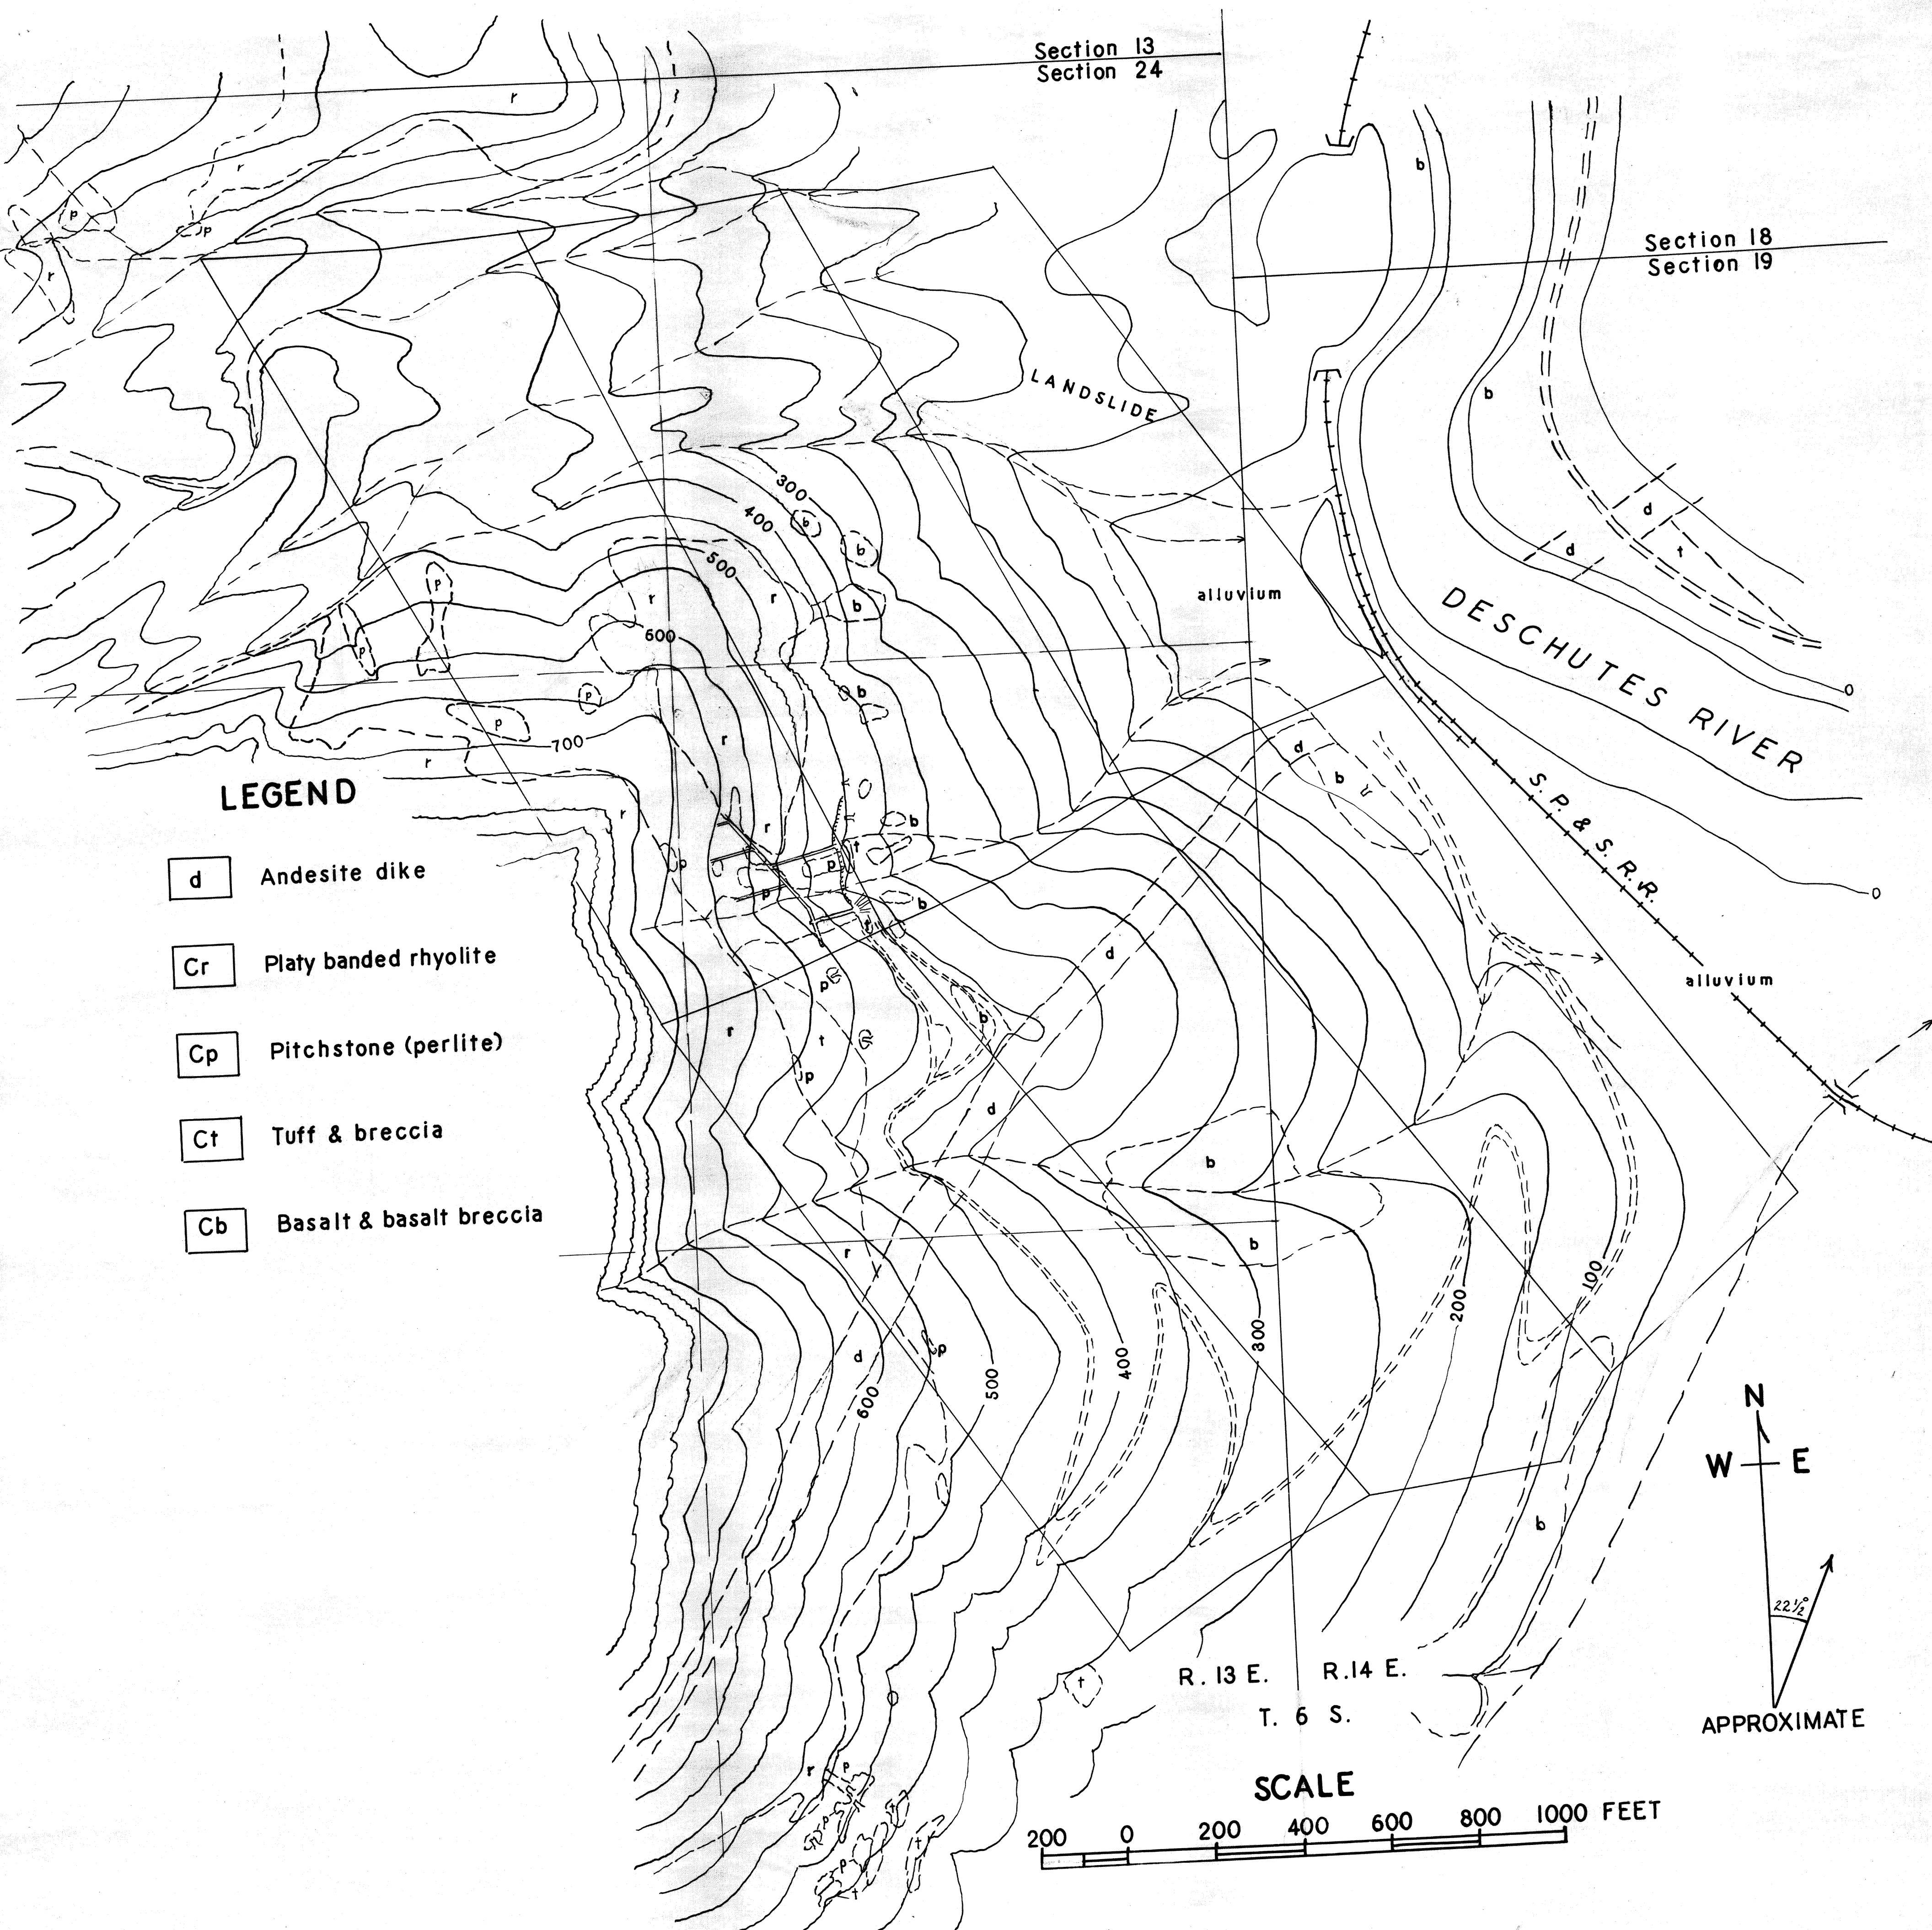 Section 13
Section 24
r
b
r
p
p
r
Section 18
Section 19
LANDSLIDE
b
300
b
400
b
d
d
t
500
alluvium
p
r
r
b
DESCHUTES RIVER
600
p
p
b
0
p
700
r
r
d
b
S. P. & S. R.R.
LEGEND
r
r
b
t
p
p
p
b
t
0
d Andesite dike
d
Cr Platy banded rhyolite
alluvium
p
b
r
t
Cp Pitchstone (perlite)
p
d
Ct Tuff & breccia
b
Cb Basalt & basalt breccia
r
b
100
200
300
d
p
400
500
600
N
W E
b
22½°
R. 13 E. R.14 E.
t
T. 6 S.
APPROXIMATE
r
p
SCALE
200 0 200 400 600 800 1000 FEET
t
p
t
p
t